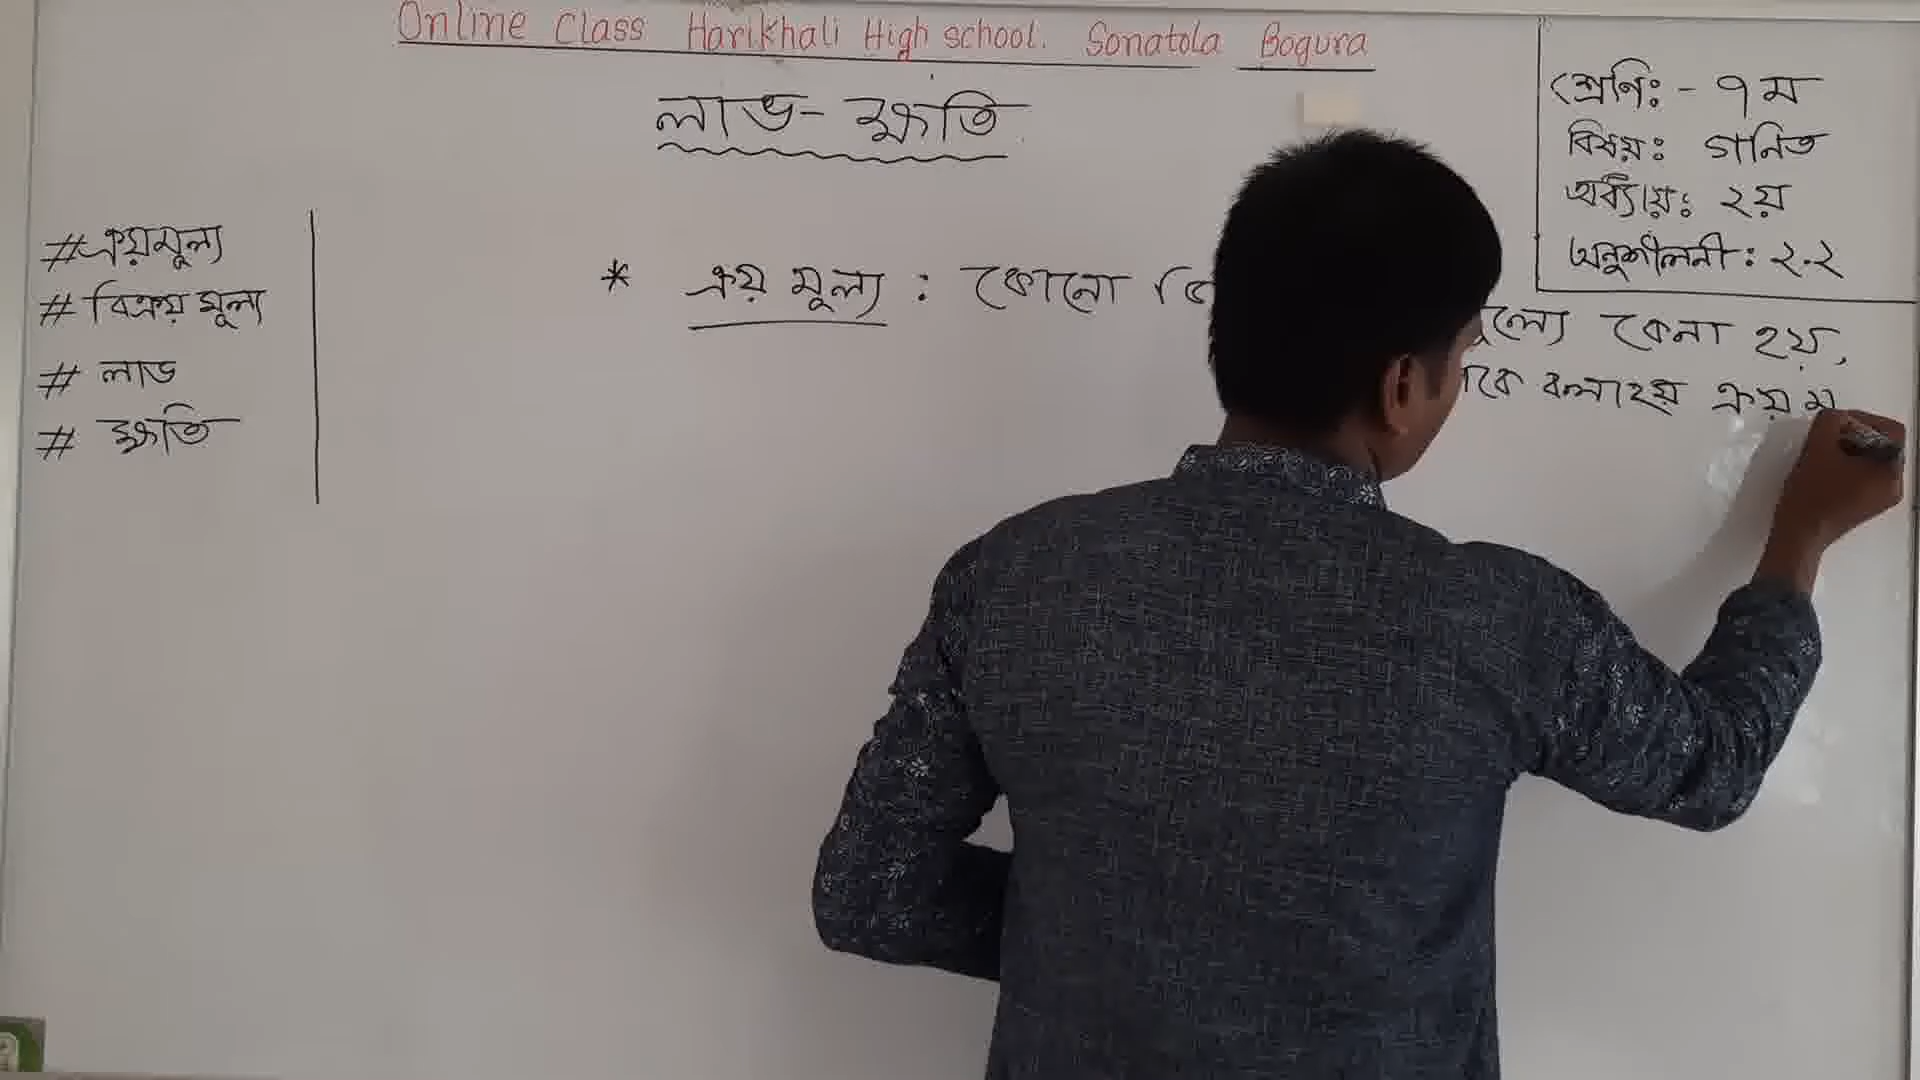 Online Class Harikhali High school. Sonatola Bogura
লাভ-ক্ষতি
শ্রেণিঃ - ৭ম
বিষয়ঃ গনিত
অধ্যায়ঃ ২য়
অনুশীলনী: ২.২
#ক্রয়মূল্য
# বিক্রয় মূল্য
# লাভ
# ক্ষতি
* ক্রয় মূল্য : কোনো কেনা হয়,
বলাহয় ক্রয় ম